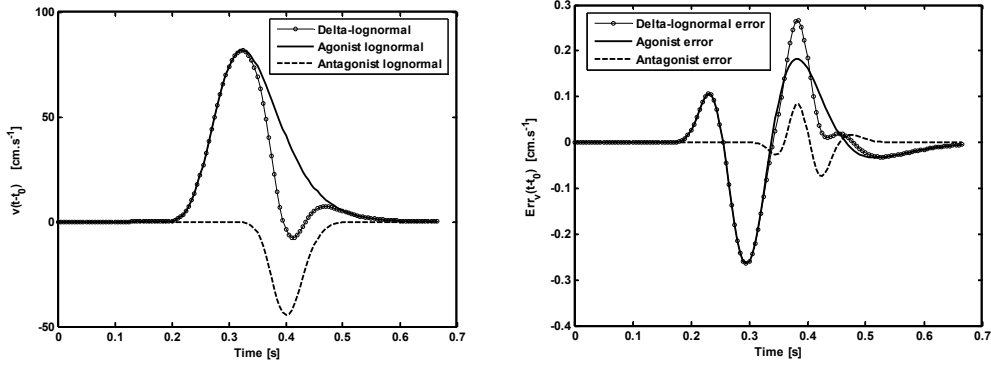 100
50
0
-50
0
0.1
0.2
0.3
0.4
0.5
0.6
0.7
v(t-t0) [cm.s-1]
Time [s]
Delta-lognormal
Agonist lognormal
Antagonist lognormal
0.3
0.2
0.1
0
-0.1
-0.2
-0.3
-0.4
0
0.1
0.2
0.3
0.4
0.5
0.6
0.7
Errv(t-t0) [cm.s-1]
Time [s]
Delta-lognormal error
Agonist error
Antagonist error